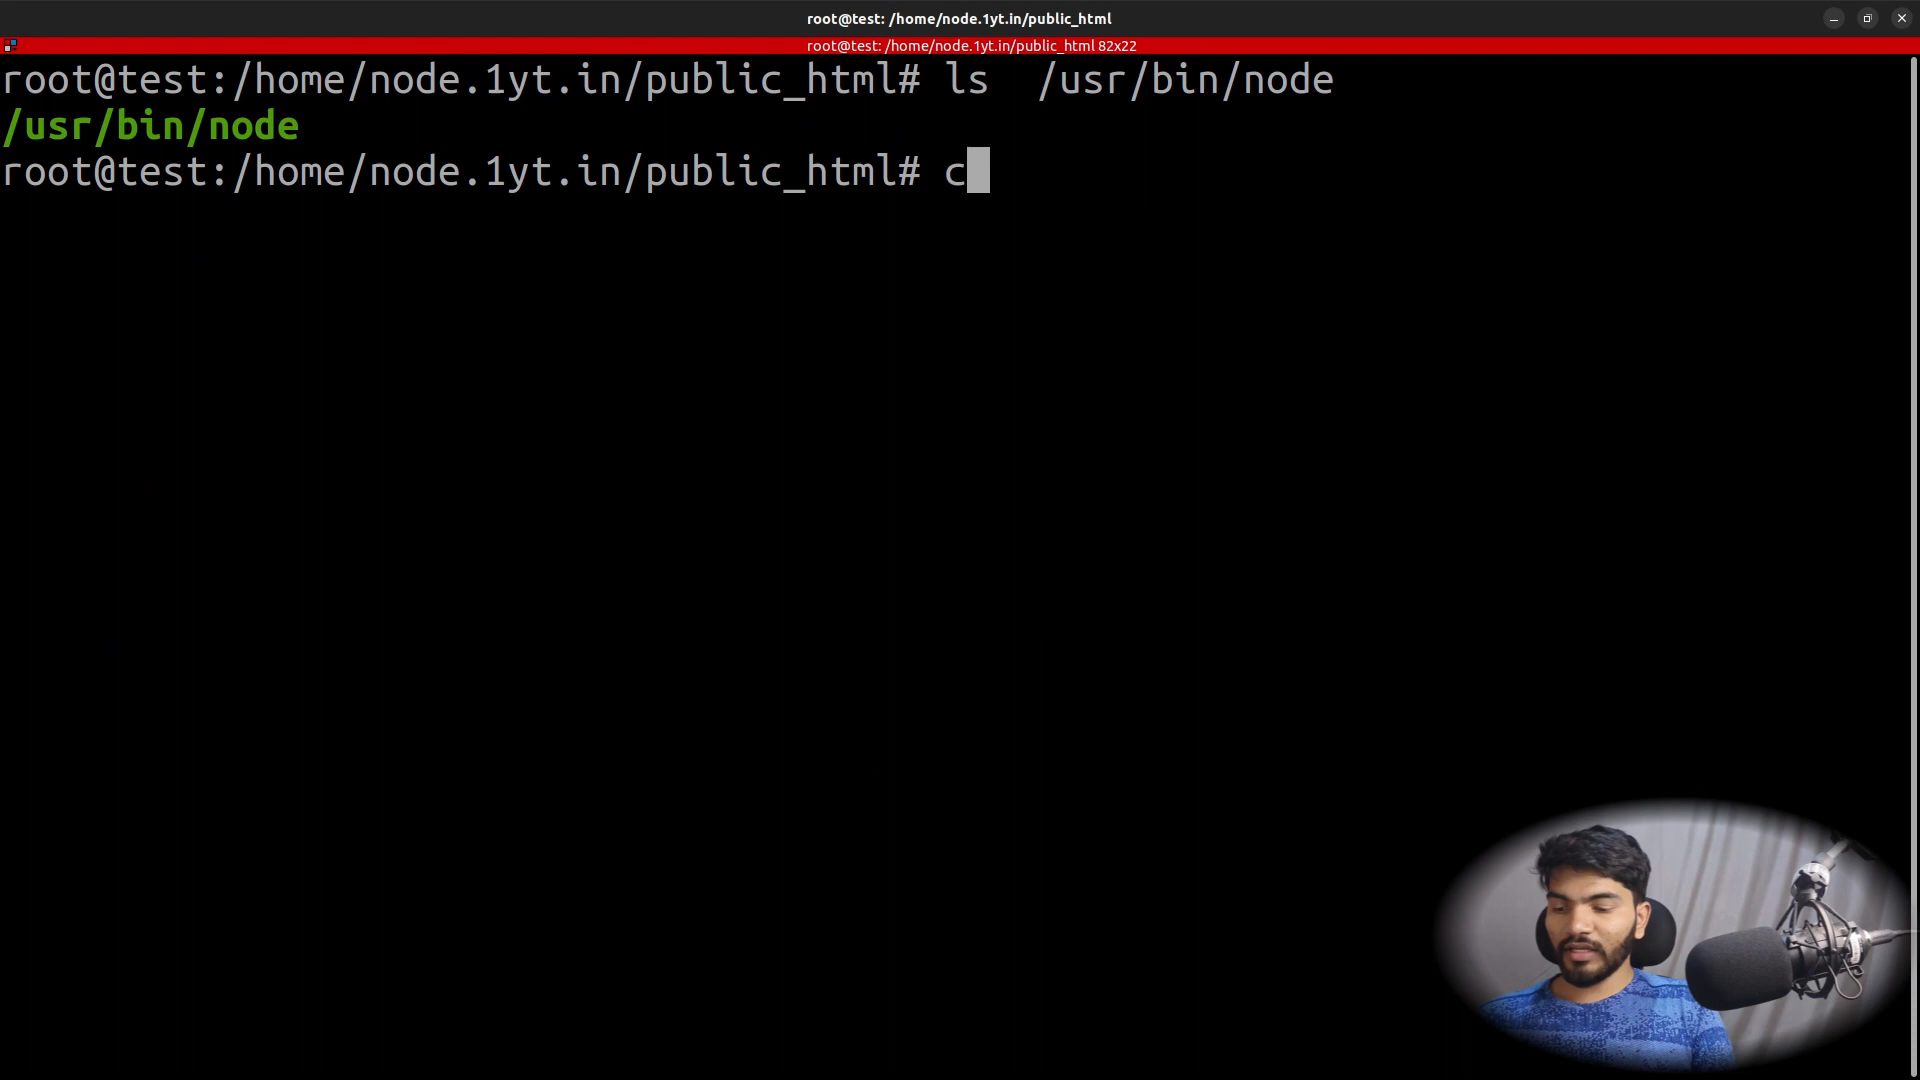 root@test: /home/node.1yt.in/public_html
root@test: /home/node.1yt.in/public_html 82x22
root@test:/home/node.1yt.in/public_html# ls  /usr/bin/node
/usr/bin/node
root@test:/home/node.1yt.in/public_html# c